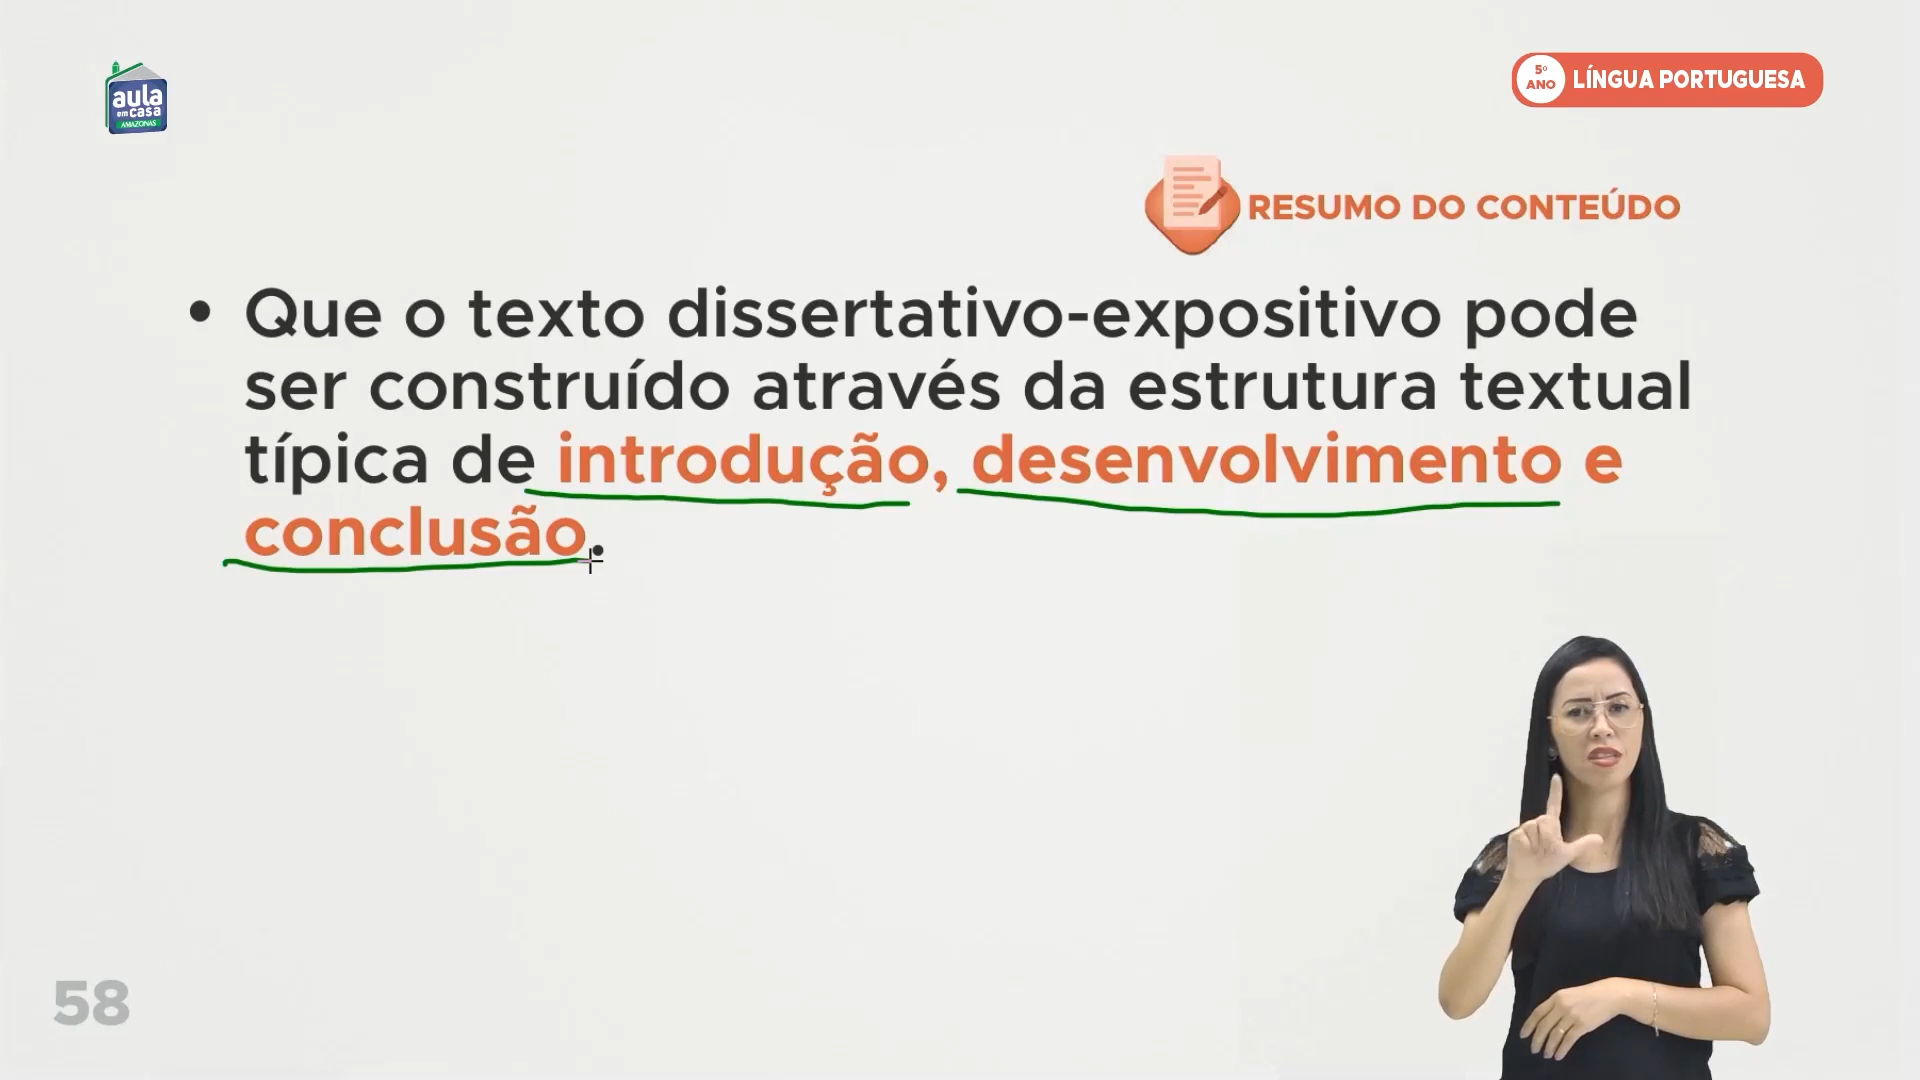 aula
em casa
AMAZONAS
5º
ANO
LÍNGUA PORTUGUESA
RESUMO DO CONTEÚDO
• Que o texto dissertativo-expositivo pode
ser construído através da estrutura textual
típica de introdução, desenvolvimento e
conclusão.
58